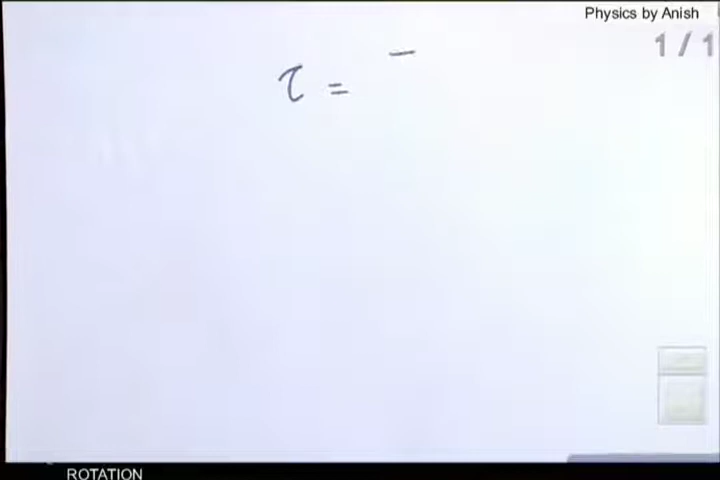 Physics by Anish
1 / 1
τ = —
ROTATION